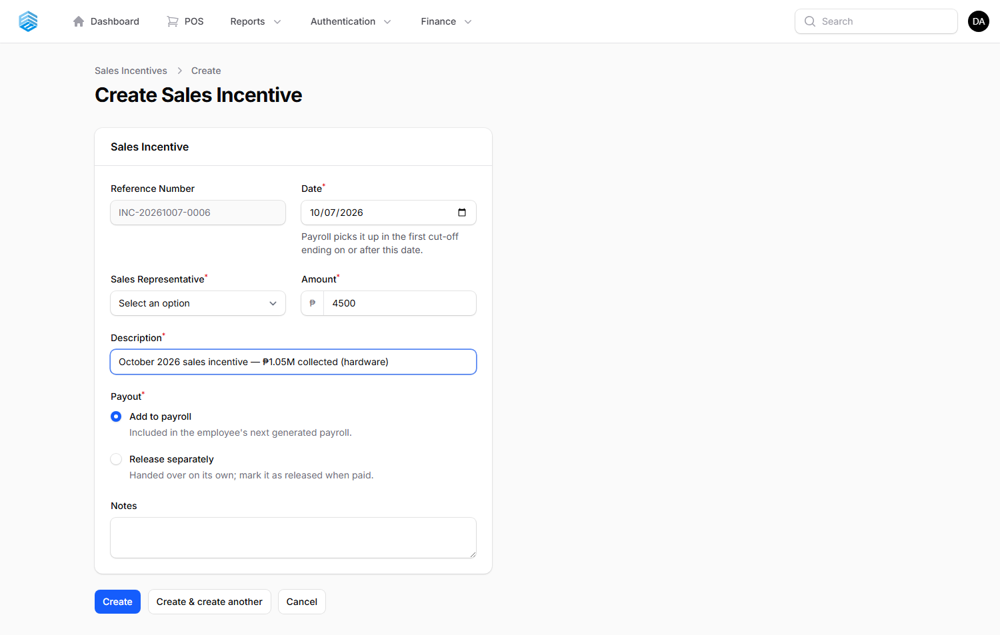 Dashboard
POS
Reports
Authentication
Finance
Search
DA
Sales Incentives > Create
Create Sales Incentive
Sales Incentive
Reference Number
INC-20261007-0006
Date*
10/07/2026
Payroll picks it up in the first cut-off
ending on or after this date.
Sales Representative*
Select an option
Amount*
₱ 4500
Description*
October 2026 sales incentive — ₱1.05M collected (hardware)
Payout*
Add to payroll
Included in the employee's next generated payroll.
Release separately
Handed over on its own; mark it as released when paid.
Notes
Create
Create & create another
Cancel